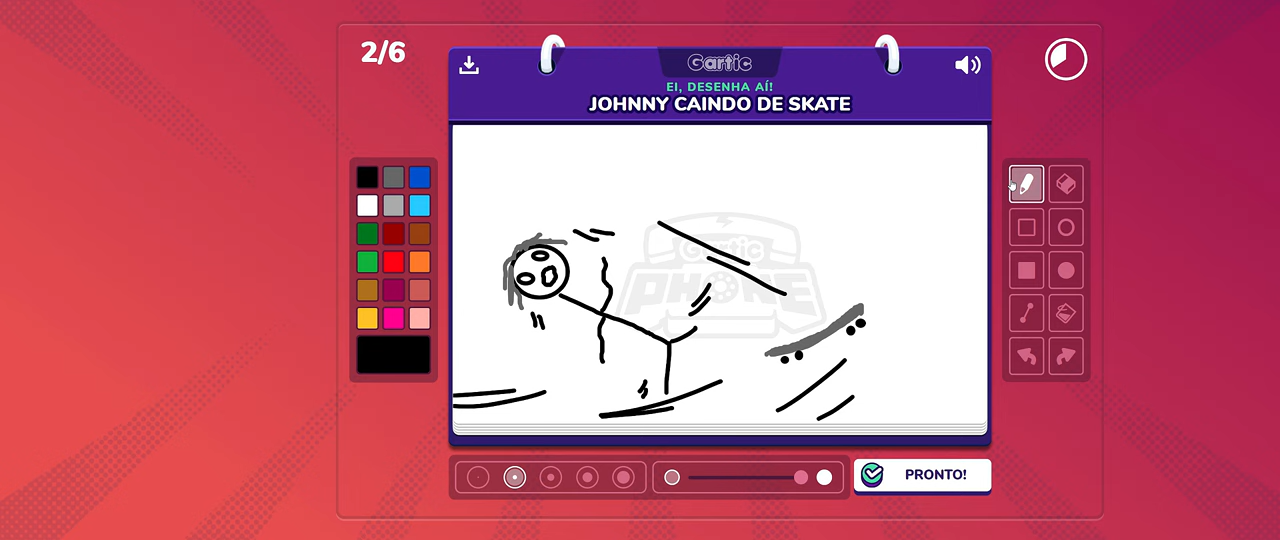 2/6
Gartic
EI, DESENHA AÍ!
JOHNNY CAINDO DE SKATE
Gartic
PHONE
PRONTO!